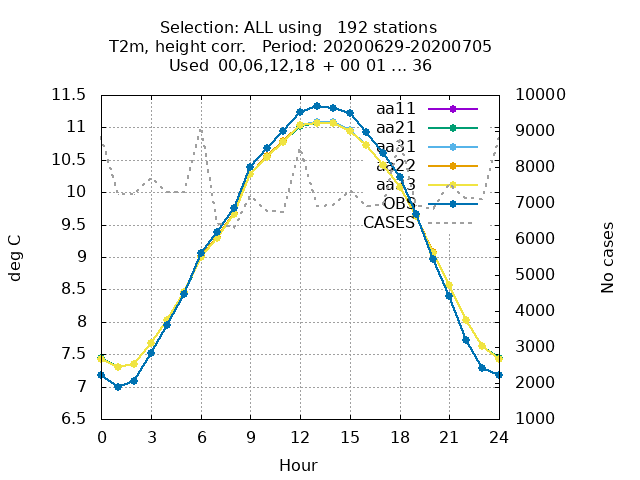 Selection: ALL using 192 stations
T2m, height corr. Period: 20200629-20200705
Used 00,06,12,18 + 00 01 ... 36
11.5
11
10.5
10
9.5
9
8.5
8
7.5
7
6.5
10000
9000
8000
7000
6000
5000
4000
3000
2000
1000
0 3 6 9 12 15 18 21 24
deg C
No cases
Hour
aa11
aa21
aa31
aa22
OBS
CASES